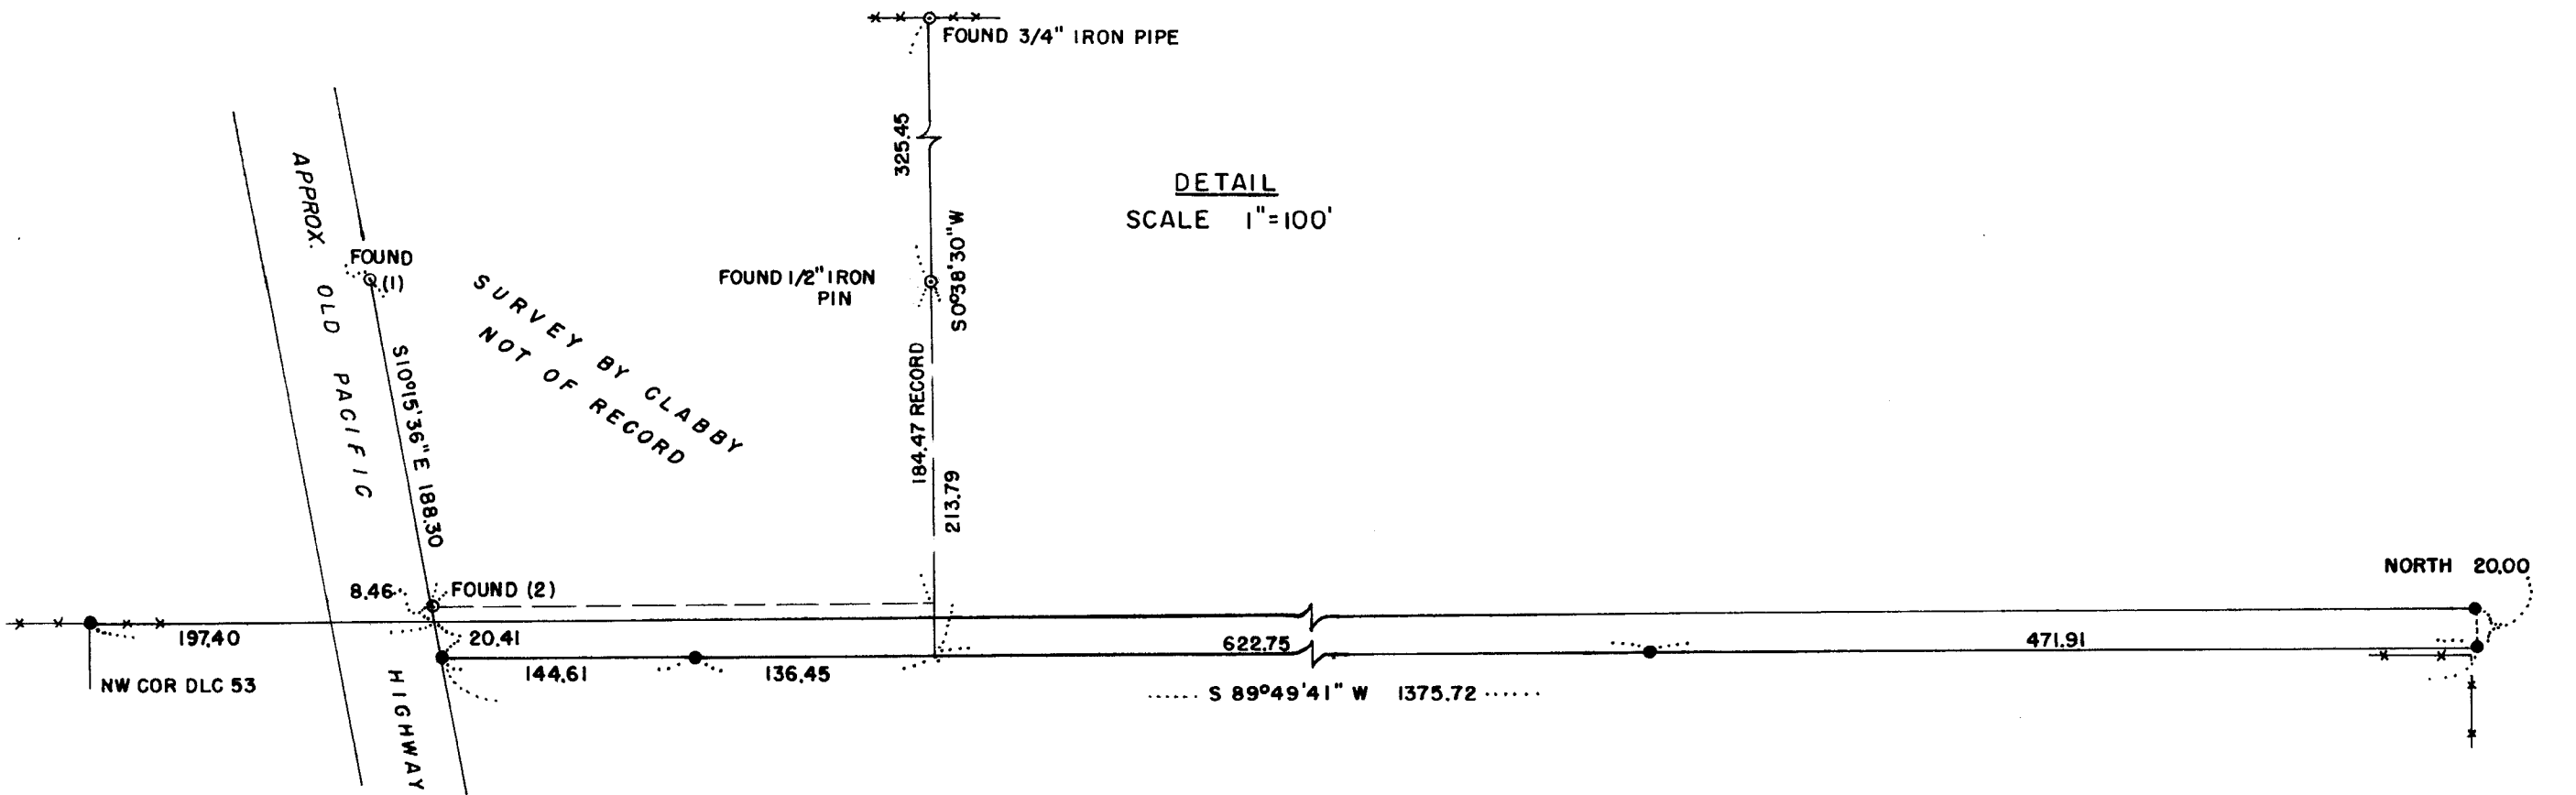 FOUND 3/4" IRON PIPE
325.45
DETAIL
SCALE 1"=100'
APPROX. OLD PACIFIC HIGHWAY
FOUND
(1)
S10°15'36"E 188.30
SURVEY BY CLABBY
NOT OF RECORD
FOUND 1/2" IRON
PIN
S0°38'30"W
184.47 RECORD
213.79
NORTH 20.00
8.46
FOUND (2)
197.40
20.41
622.75
471.91
NW COR DLC 53
144.61
136.45
S 89°49'41" W 1375.72